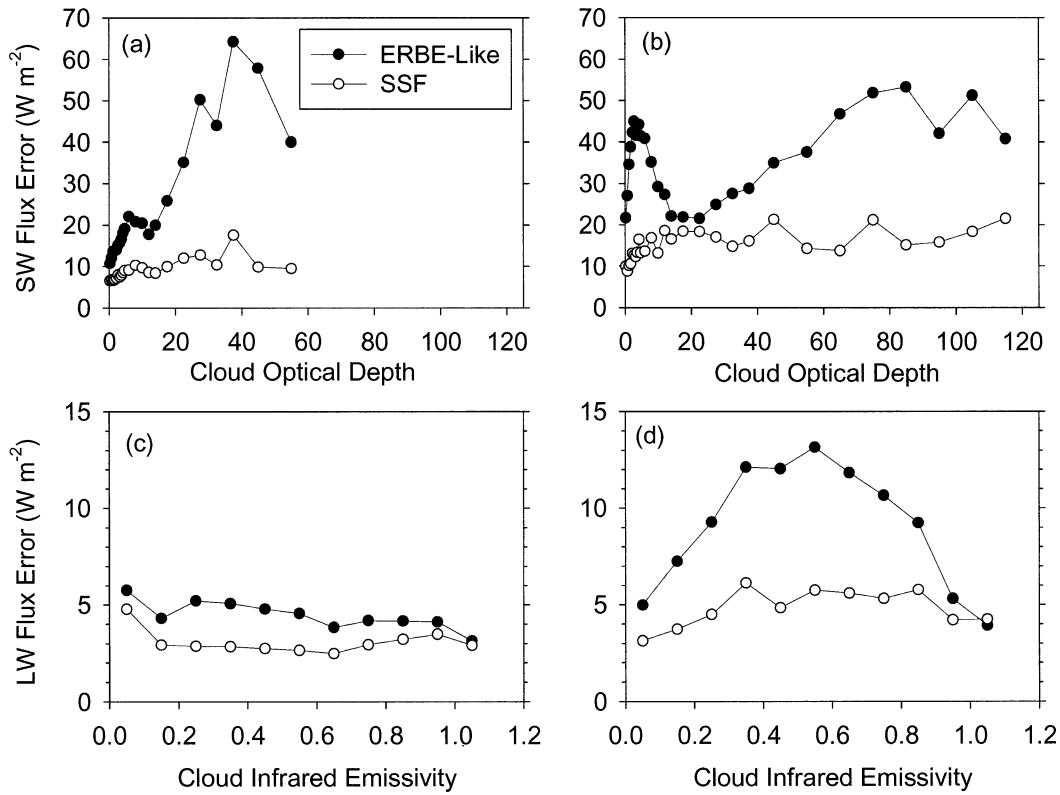 (a)
ERBE-Like
SSF
SW Flux Error (W m-2)
70
60
50
40
30
20
10
0
0 20 40 60 80 100 120
Cloud Optical Depth
(b)
70
60
50
40
30
20
10
0
0 20 40 60 80 100 120
Cloud Optical Depth
(c)
LW Flux Error (W m-2)
15
10
5
0
0.0 0.2 0.4 0.6 0.8 1.0 1.2
Cloud Infrared Emissivity
(d)
15
10
5
0
0.0 0.2 0.4 0.6 0.8 1.0 1.2
Cloud Infrared Emissivity